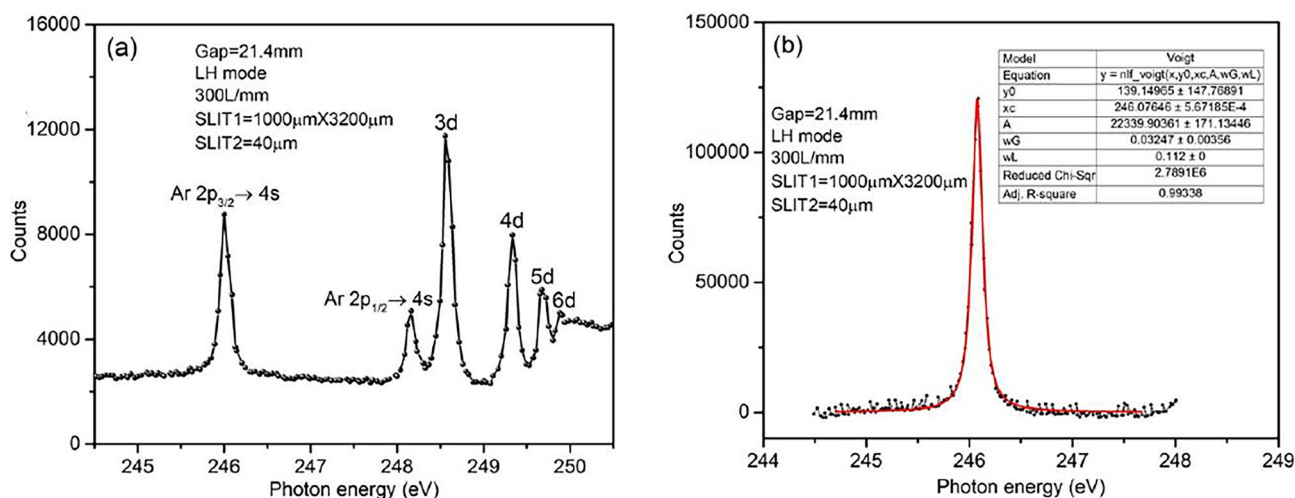 (a)
Gap=21.4mm
LH mode
300L/mm
SLIT1=1000μmX3200μm
SLIT2=40μm
Ar 2p3/2→ 4s
Ar 2p1/2→ 4s
3d
4d
5d
6d
16000
12000
8000
4000
0
Counts
245 246 247 248 249 250
Photon energy (eV)
(b)
Gap=21.4mm
LH mode
300L/mm
SLIT1=1000μmX3200μm
SLIT2=40μm
Model Voigt
Equation y = nlf_voigt(x,y0,xc,A,wG,wL)
y0 139.14965 ± 147.76891
xc 246.07646 ± 5.67185E-4
A 22339.90361 ± 171.13446
wG 0.03247 ± 0.00356
wL 0.112 ± 0
Reduced Chi-Sqr 2.7891E6
Adj. R-square 0.99338
150000
100000
50000
0
Counts
244 245 246 247 248 249
Photon energy (eV)